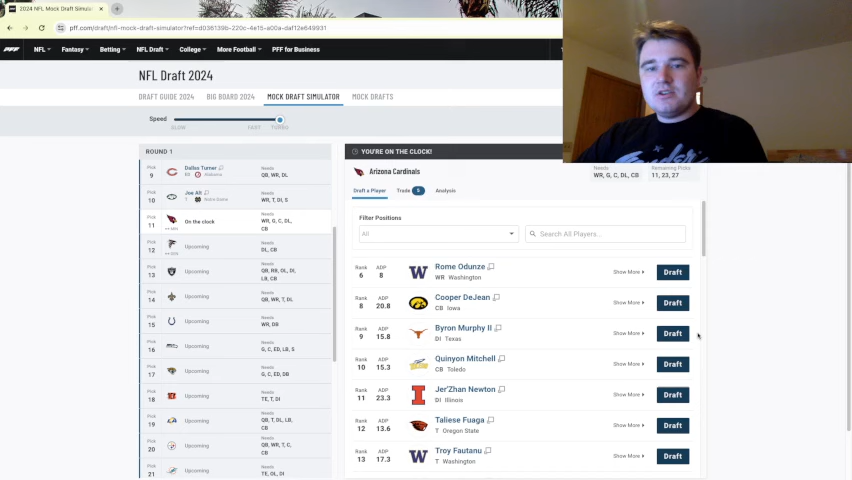 2024 NFL Mock Draft Simulat
pff.com/draft/nfl-mock-draft-simulator?ref=d036139b-220c-4e15-a00a-daf12e649931
PFF NFL Fantasy Betting NFL Draft College More Football PFF for Business
NFL Draft 2024
DRAFT GUIDE 2024 BIG BOARD 2024 MOCK DRAFT SIMULATOR MOCK DRAFTS
Speed
SLOW FAST TURBO
ROUND 1
Pick 9 Dallas Turner Alabama Needs QB, WR, DL
Pick 10 Joe Alt T Notre Dame Needs WR, T, DI, S
Pick 11 On the clock Needs WR, G, C, DL, CB
Pick 12 Upcoming Needs DL, CB
Pick 13 Upcoming Needs QB, RB, OL, DI, LB, CB
Pick 14 Upcoming Needs QB, WR, T, DL
Pick 15 Upcoming Needs WR, DB
Pick 16 Upcoming Needs G, C, ED, LB, S
Pick 17 Upcoming Needs G, C, ED, DB
Pick 18 Upcoming Needs TE, T, DI
Pick 19 Upcoming Needs QB, T, DL, LB, CB
Pick 20 Upcoming Needs QB, WR, T, C, CB
Pick 21 Upcoming Needs TE, OL, DI
YOU'RE ON THE CLOCK!
Arizona Cardinals
Needs
WR, G, C, DL, CB
Remaining Picks
11, 23, 27
Draft a Player Trade 5 Analysis
Filter Positions
All Search All Players...
Rank 6 ADP 8 Rome Odunze WR Washington Show More Draft
Rank 8 ADP 20.8 Cooper DeJean CB Iowa Show More Draft
Rank 9 ADP 15.8 Byron Murphy II DI Texas Show More Draft
Rank 10 ADP 15.3 Quinyon Mitchell CB Toledo Show More Draft
Rank 11 ADP 23.3 Jer'Zhan Newton DI Illinois Show More Draft
Rank 12 ADP 13.6 Taliese Fuaga T Oregon State Show More Draft
Rank 13 ADP 17.3 Troy Fautanu T Washington Show More Draft